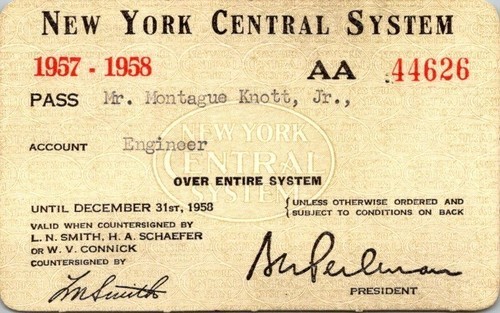 NEW YORK CENTRAL SYSTEM
1957 - 1958 AA 44626
PASS Mr. Montague Knott, Jr.,
ACCOUNT Engineer
NEW YORK
CENTRAL
SYSTEM
OVER ENTIRE SYSTEM
UNTIL DECEMBER 31ST, 1958 { UNLESS OTHERWISE ORDERED AND
SUBJECT TO CONDITIONS ON BACK
VALID WHEN COUNTERSIGNED BY
L. N. SMITH, H. A. SCHAEFER
OR W. V. CONNICK
COUNTERSIGNED BY
LN Smith
A E Perlman
PRESIDENT